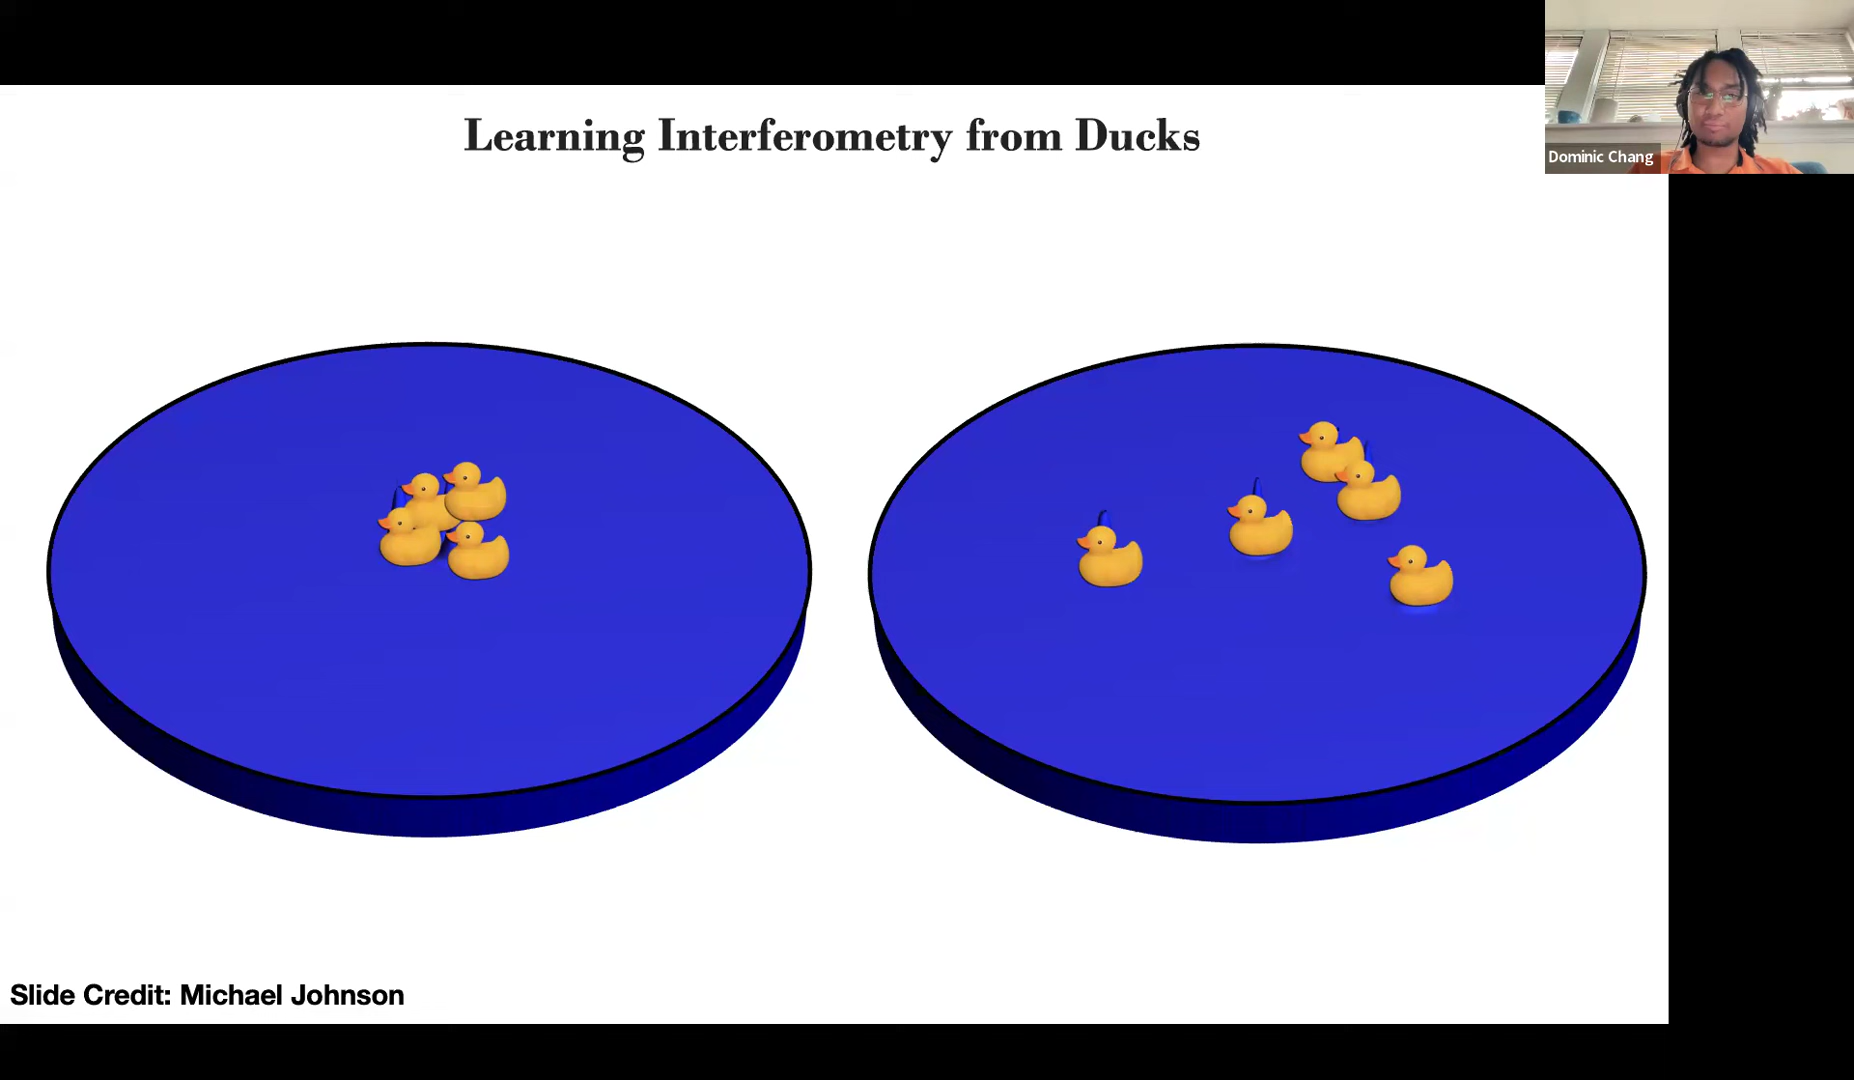 Learning Interferometry from Ducks
Dominic Chang
Slide Credit: Michael Johnson